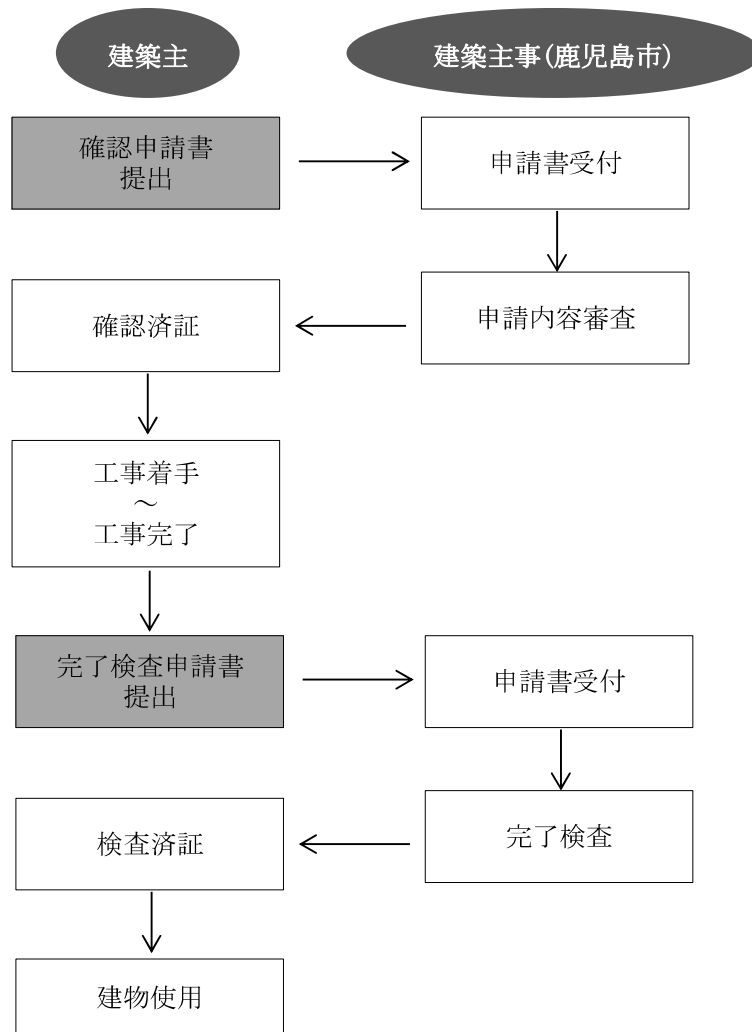 建築主
建築主事(鹿児島市)
確認申請書
提出
申請書受付
申請内容審査
確認済証
工事着手
～
工事完了
完了検査申請書
提出
申請書受付
完了検査
検査済証
建物使用